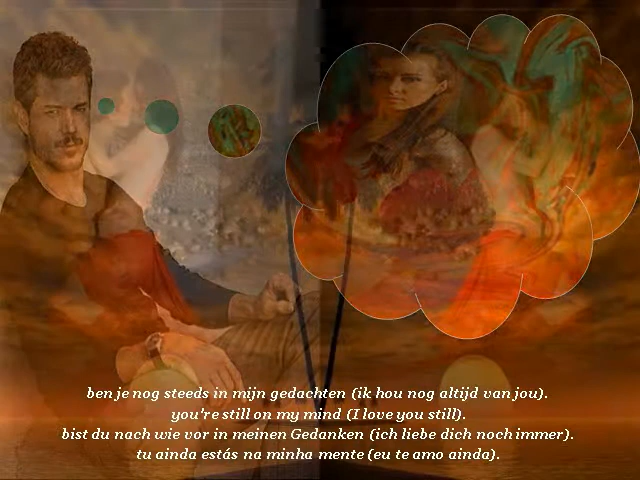 ben je nog steeds in mijn gedachten (ik hou nog altijd van jou).
you're still on my mind (I love you still).
bist du nach wie vor in meinen Gedanken (ich liebe dich noch immer).
tu ainda estás na minha mente (eu te amo ainda).